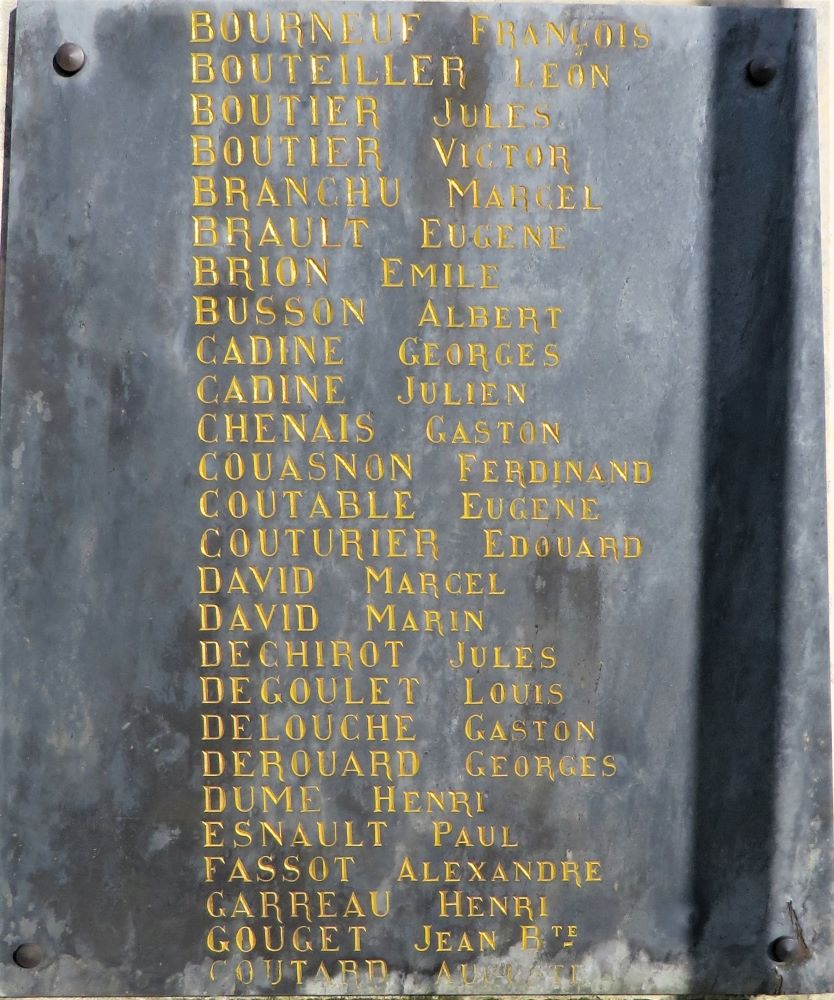 BOURNEUF FRANÇOIS
BOUTEILLER LEON
BOUTIER JULES
BOUTIER VICTOR
BRANCHU MARCEL
BRAULT EUGENE
BRION EMILE
BUSSON ALBERT
CADINE GEORGES
CADINE JULIEN
CHENAIS GASTON
COUASNON FERDINAND
COUTABLE EUGENE
COUTURIER EDOUARD
DAVID MARCEL
DAVID MARIN
DECHIROT JULES
DEGOULET LOUIS
DELOUCHE GASTON
DEROUARD GEORGES
DUME HENRI
ESNAULT PAUL
FASSOT ALEXANDRE
GARREAU HENRI
GOUGET JEAN BTE
COUTARD AUGUSTE